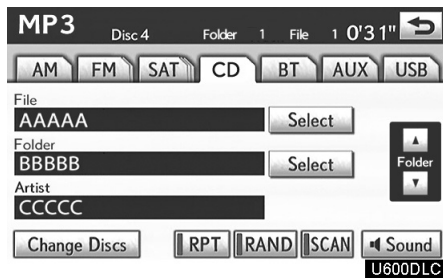 MP3 Disc 4 Folder 1 File 1 0'31"
AM FM SAT CD BT AUX USB
File
AAAAA Select
Folder
BBBBB Select
Folder
Artist
CCCCC
Change Discs RPT RAND SCAN Sound
U600DLC